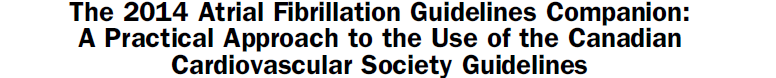 The 2014 Atrial Fibrillation Guidelines Companion:
A Practical Approach to the Use of the Canadian
Cardiovascular Society Guidelines